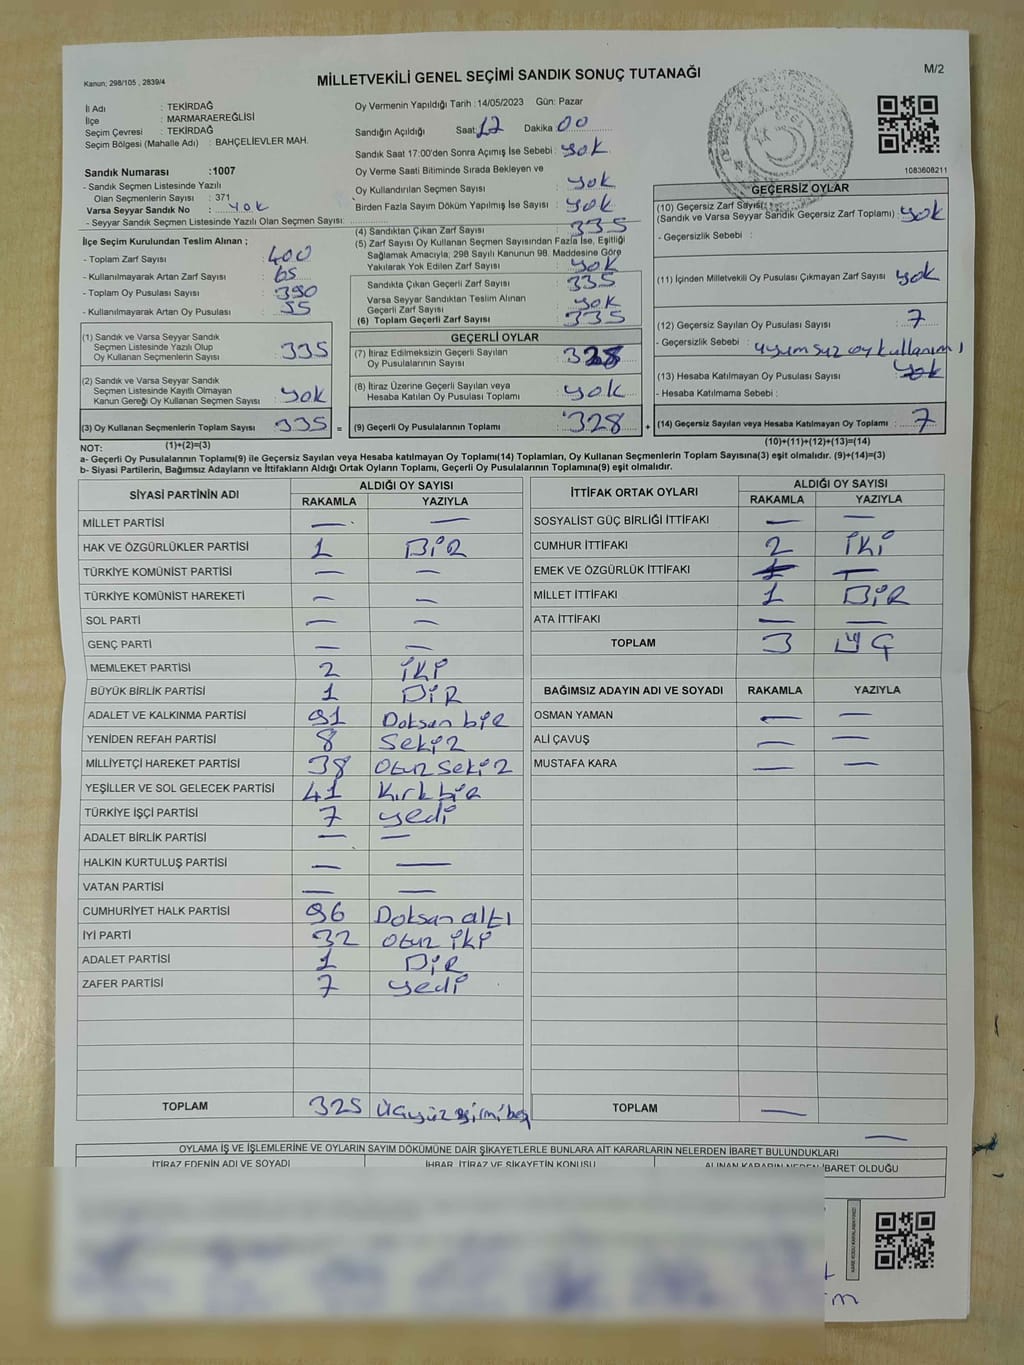 Kanun: 298/105 , 2839/4
MİLLETVEKİLİ GENEL SEÇİMİ SANDIK SONUÇ TUTANAĞI
M/2
İl Adı : TEKİRDAĞ
İlçe : MARMARAEREĞLİSİ
Seçim Çevresi : TEKİRDAĞ
Seçim Bölgesi (Mahalle Adı) : BAHÇELİEVLER MAH.
Sandık Numarası :1007
- Sandık Seçmen Listesinde Yazılı
Olan Seçmenlerin Sayısı : 371
Varsa Seyyar Sandık No : yok
- Seyyar Sandık Seçmen Listesinde Yazılı Olan Seçmen Sayısı:
İlçe Seçim Kurulundan Teslim Alınan ;
- Toplam Zarf Sayısı : 400
- Kullanılmayarak Artan Zarf Sayısı : 65
- Toplam Oy Pusulası Sayısı : 390
- Kullanılmayarak Artan Oy Pusulası : 55
(1) Sandık ve Varsa Seyyar Sandık
Seçmen Listesinde Yazılı Olup
Oy Kullanan Seçmenlerin Sayısı : 335
(2) Sandık ve Varsa Seyyar Sandık
Seçmen Listesinde Kayıtlı Olmayan
Kanun Gereği Oy Kullanan Seçmen Sayısı : yok
(3) Oy Kullanan Seçmenlerin Toplam Sayısı : 335 =
(1)+(2)=(3)
Oy Vermenin Yapıldığı Tarih : 14/05/2023 Gün: Pazar
Sandığın Açıldığı Saat: 17 Dakika 00
Sandık Saat 17:00'den Sonra Açımış İse Sebebi : yok
Oy Verme Saati Bitiminde Sırada Bekleyen ve
Oy Kullandırılan Seçmen Sayısı : yok
Birden Fazla Sayım Döküm Yapılmış İse Sayısı : yok
(4) Sandıktan Çıkan Zarf Sayısı : 335
(5) Zarf Sayısı Oy Kullanan Seçmen Sayısından Fazla İse, Eşitliği
Sağlamak Amacıyla; 298 Sayılı Kanunun 98. Maddesine Göre
Yakılarak Yok Edilen Zarf Sayısı : yok
Sandıkta Çıkan Geçerli Zarf Sayısı : 335
Varsa Seyyar Sandıktan Teslim Alınan
Geçerli Zarf Sayısı : yok
(6) Toplam Geçerli Zarf Sayısı : 335
GEÇERLİ OYLAR
(7) İtiraz Edilmeksizin Geçerli Sayılan
Oy Pusulalarının Sayısı : 328
(8) İtiraz Üzerine Geçerli Sayılan veya
Hesaba Katılan Oy Pusulası Toplamı : yok
(9) Geçerli Oy Pusulalarının Toplamı : 328 +
1083608211
GEÇERSİZ OYLAR
(10) Geçersiz Zarf Sayısı
(Sandık ve Varsa Seyyar Sandık Geçersiz Zarf Toplamı) : yok
- Geçersizlik Sebebi :
(11) İçinden Milletvekili Oy Pusulası Çıkmayan Zarf Sayısı : yok
(12) Geçersiz Sayılan Oy Pusulası Sayısı : 7
- Geçersizlik Sebebi : uyumsuz oy kullanımı
(13) Hesaba Katılmayan Oy Pusulası Sayısı : yok
- Hesaba Katılmama Sebebi :
(14) Geçersiz Sayılan veya Hesaba Katılmayan Oy Toplamı : 7
(10)+(11)+(12)+(13)=(14)
NOT:
a- Geçerli Oy Pusulalarının Toplamı(9) ile Geçersiz Sayılan veya Hesaba katılmayan Oy Toplamı(14) Toplamları, Oy Kullanan Seçmenlerin Toplam Sayısına(3) eşit olmalıdır. (9)+(14)=(3)
b- Siyasi Partilerin, Bağımsız Adayların ve İttifakların Aldığı Ortak Oyların Toplamı, Geçerli Oy Pusulalarının Toplamına(9) eşit olmalıdır.
SİYASİ PARTİNİN ADI ALDIĞI OY SAYISI
RAKAMLA YAZIYLA
MİLLET PARTİSİ — —
HAK VE ÖZGÜRLÜKLER PARTİSİ 1 BİR
TÜRKİYE KOMÜNİST PARTİSİ — —
TÜRKİYE KOMÜNİST HAREKETİ — —
SOL PARTİ — —
GENÇ PARTİ — —
MEMLEKET PARTİSİ 2 İKİ
BÜYÜK BİRLİK PARTİSİ 1 BİR
ADALET VE KALKINMA PARTİSİ 91 Doksan bir
YENİDEN REFAH PARTİSİ 8 Sekiz
MİLLİYETÇİ HAREKET PARTİSİ 38 Otuz Sekiz
YEŞİLLER VE SOL GELECEK PARTİSİ 41 Kırk bir
TÜRKİYE İŞÇİ PARTİSİ 7 yedi
ADALET BİRLİK PARTİSİ — —
HALKIN KURTULUŞ PARTİSİ — —
VATAN PARTİSİ — —
CUMHURİYET HALK PARTİSİ 96 Doksan altı
İYİ PARTİ 32 Otuz iki
ADALET PARTİSİ 1 BİR
ZAFER PARTİSİ 7 yedi
TOPLAM 325 üçyüz yirmi beş
İTTİFAK ORTAK OYLARI ALDIĞI OY SAYISI
RAKAMLA YAZIYLA
SOSYALİST GÜÇ BİRLİĞİ İTTİFAKI — —
CUMHUR İTTİFAKI 2 İKİ
EMEK VE ÖZGÜRLÜK İTTİFAKI — —
MİLLET İTTİFAKI 1 BİR
ATA İTTİFAKI — —
TOPLAM 3 ÜÇ
BAĞIMSIZ ADAYIN ADI VE SOYADI RAKAMLA YAZIYLA
OSMAN YAMAN — —
ALİ ÇAVUŞ — —
MUSTAFA KARA — —
TOPLAM — —
OYLAMA İŞ VE İŞLEMLERİNE VE OYLARIN SAYIM DÖKÜMÜNE DAİR ŞİKAYETLERLE BUNLARA AİT KARARLARIN NELERDEN İBARET BULUNDUKLARI
İTİRAZ EDENİN ADI VE SOYADI İHBAR, İTİRAZ VE ŞİKAYETİN KONUSU ALINAN KARARIN NEDEN İBARET OLDUĞU